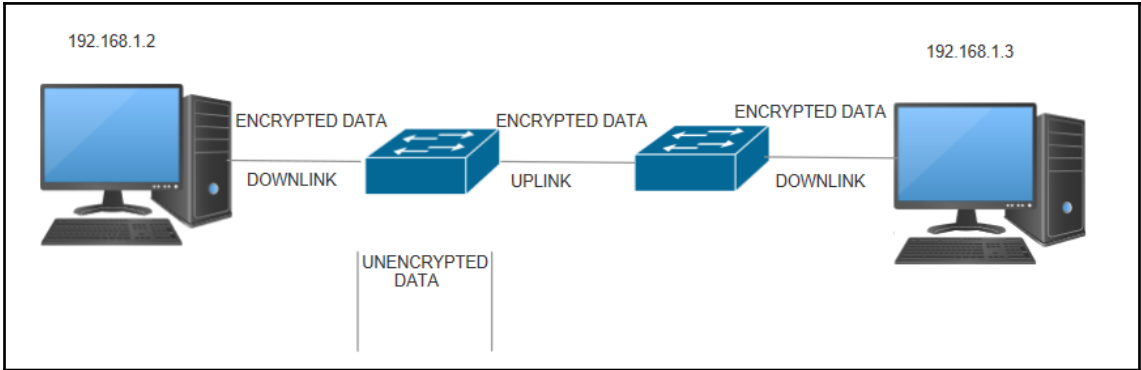 192.168.1.2
192.168.1.3
ENCRYPTED DATA
ENCRYPTED DATA
ENCRYPTED DATA
DOWNLINK
UPLINK
DOWNLINK
UNENCRYPTED
DATA